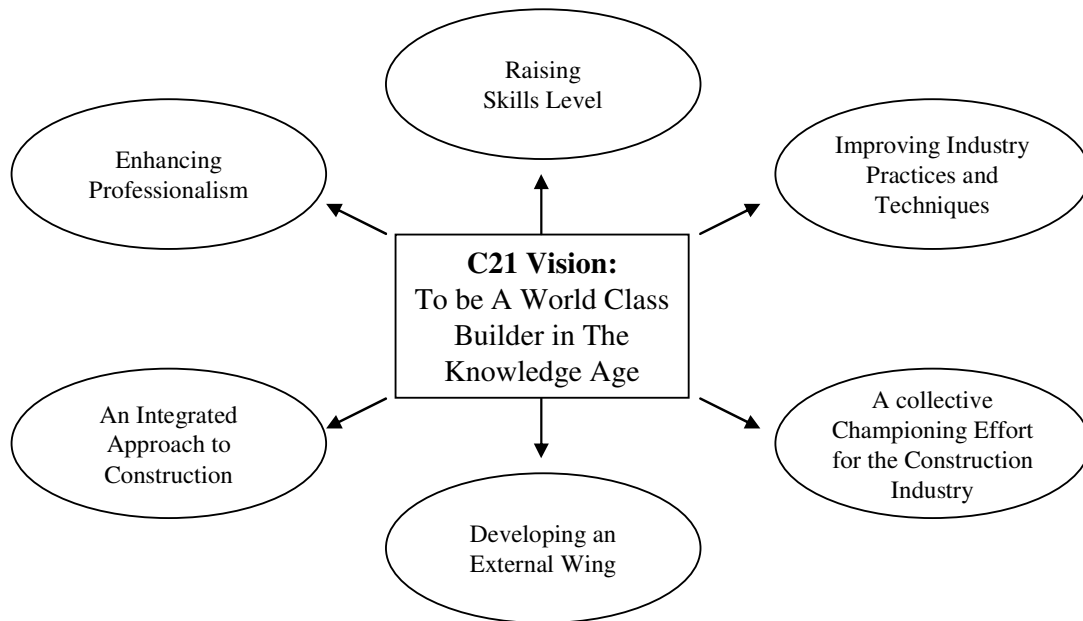 Raising
Skills Level
Enhancing
Professionalism
Improving Industry
Practices and
Techniques
C21 Vision:
To be A World Class
Builder in The
Knowledge Age
An Integrated
Approach to
Construction
A collective
Championing Effort
for the Construction
Industry
Developing an
External Wing